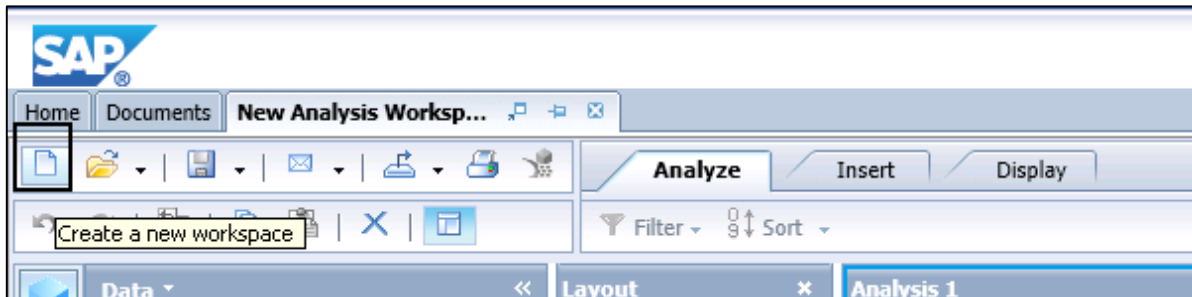 SAP®
Home Documents New Analysis Worksp...
Analyze Insert Display
Filter Sort
Create a new workspace
Data Layout Analysis 1